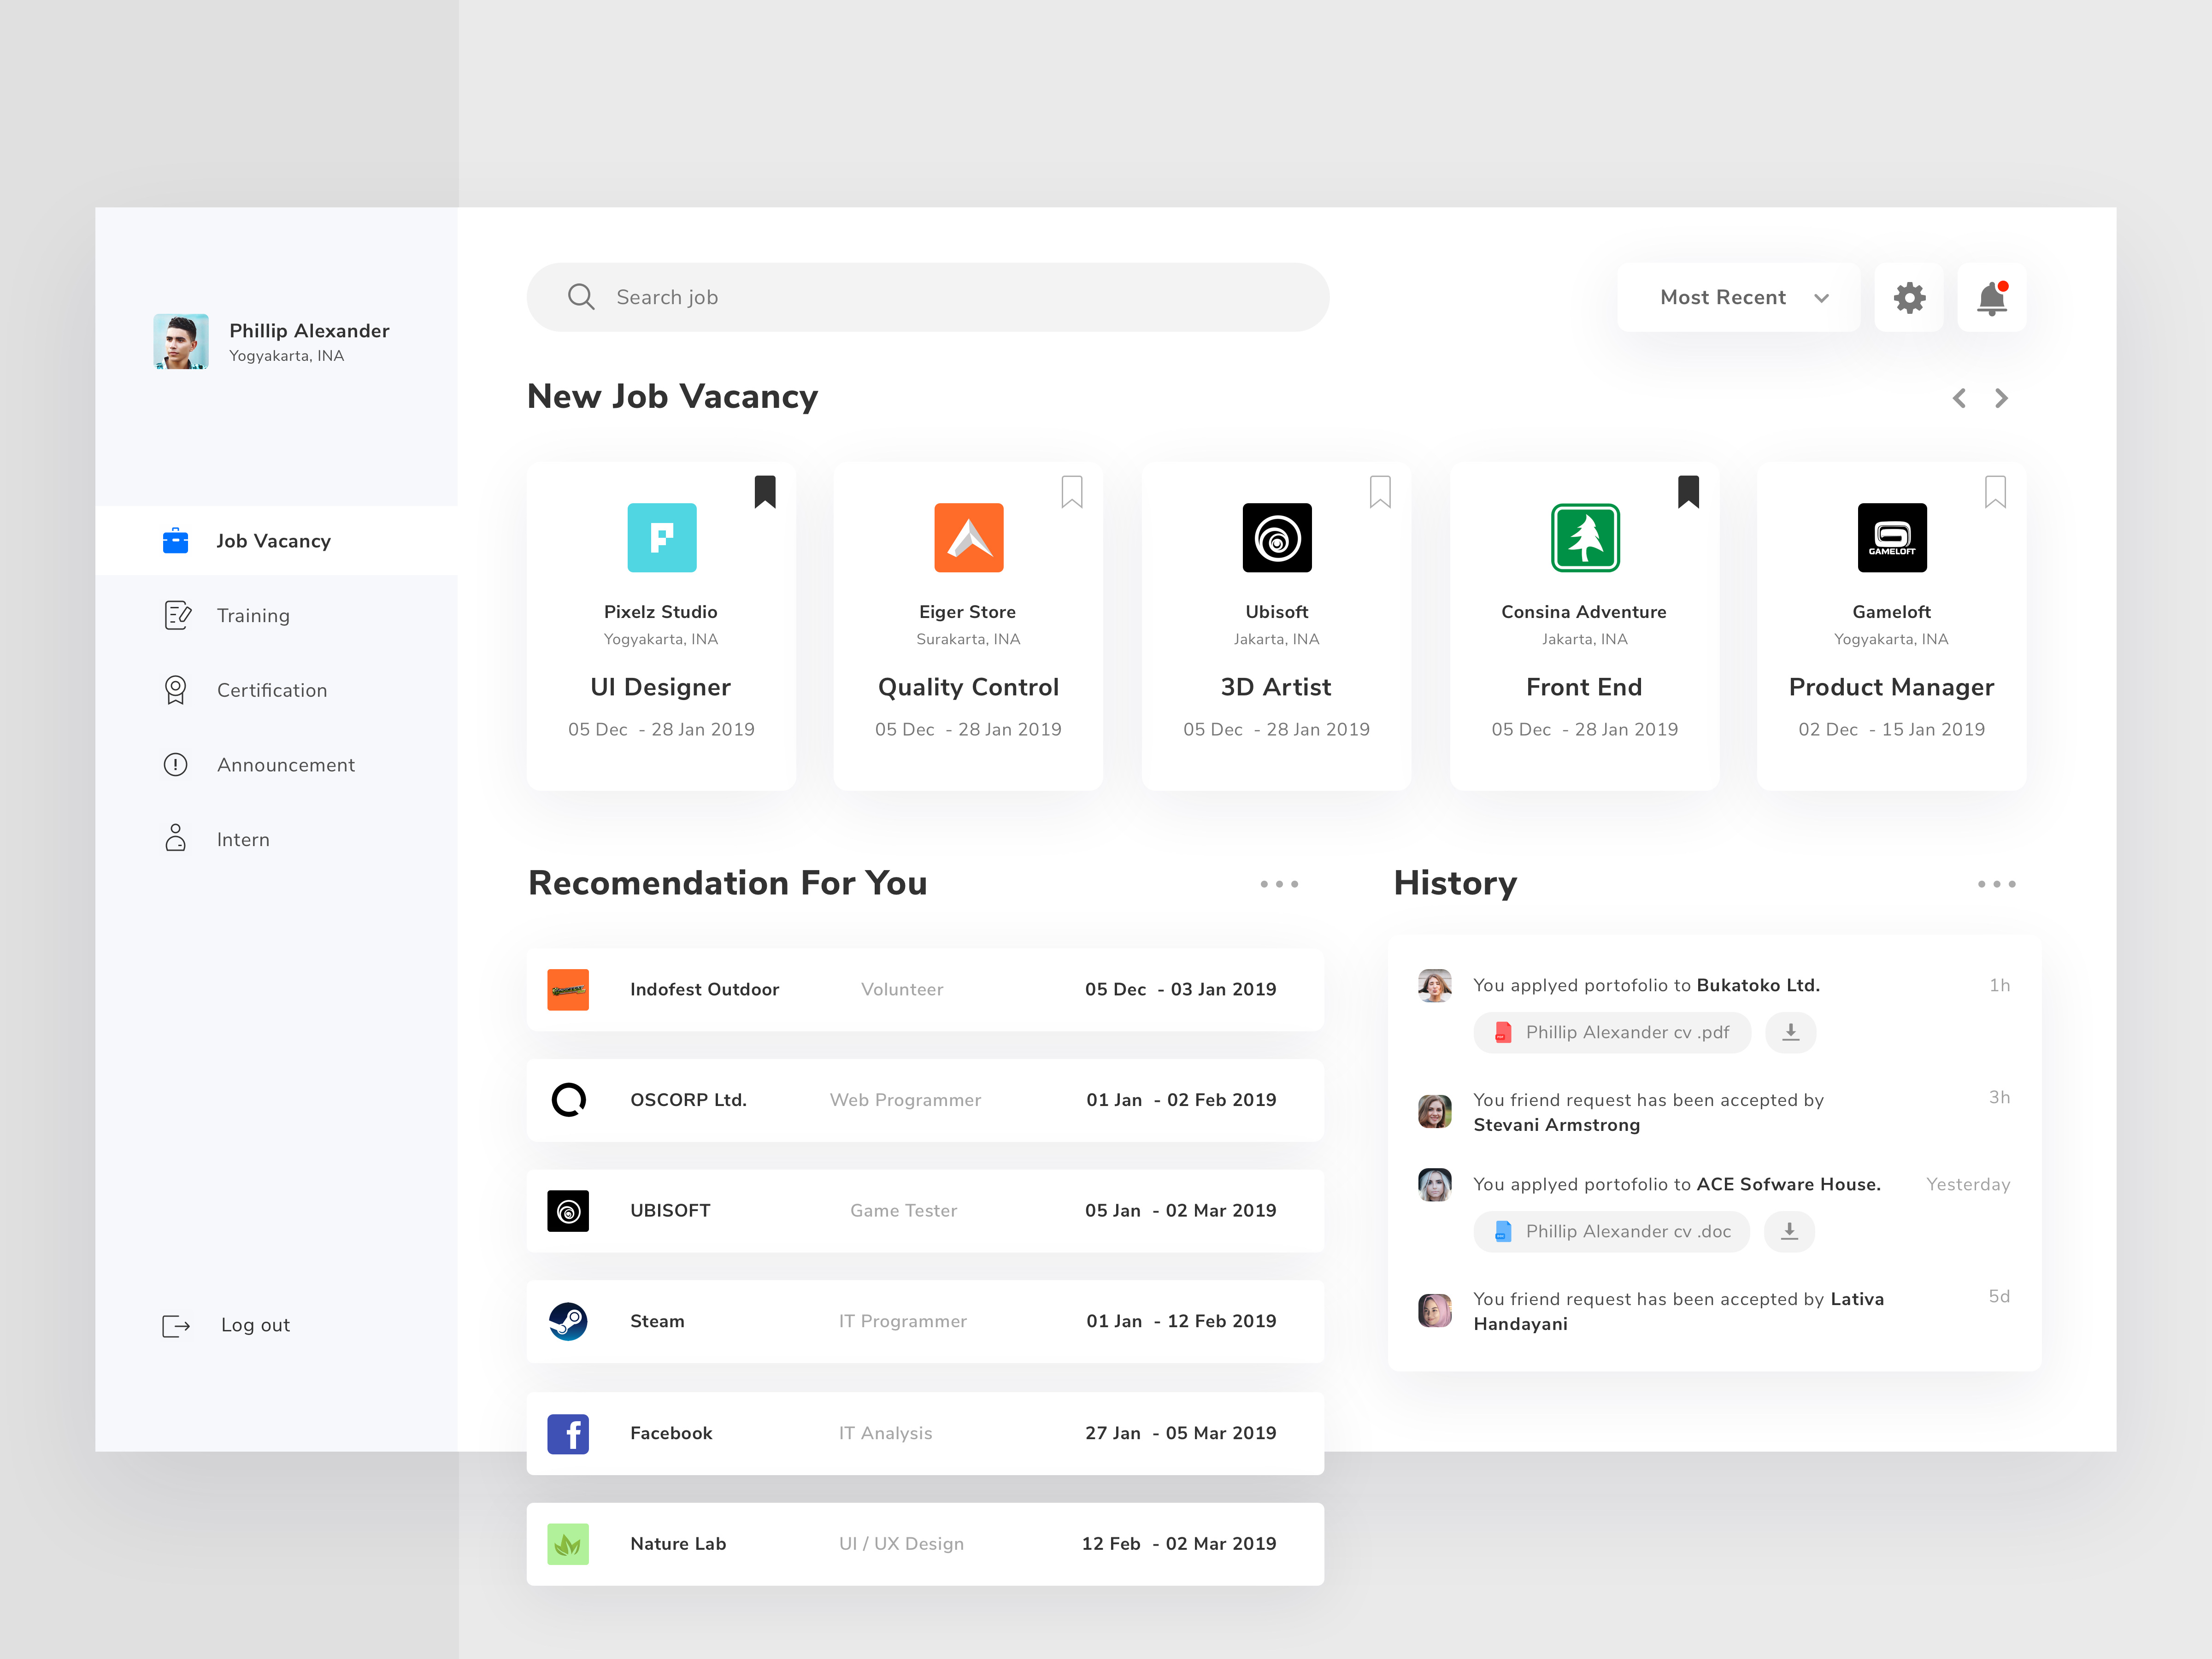 Phillip Alexander
Yogyakarta, INA
Job Vacancy
Training
Certification
Announcement
Intern
Log out
Search job
Most Recent
New Job Vacancy
Pixelz Studio
Yogyakarta, INA
UI Designer
05 Dec - 28 Jan 2019
Eiger Store
Surakarta, INA
Quality Control
05 Dec - 28 Jan 2019
Ubisoft
Jakarta, INA
3D Artist
05 Dec - 28 Jan 2019
Consina Adventure
Jakarta, INA
Front End
05 Dec - 28 Jan 2019
GAMELOFT
Gameloft
Yogyakarta, INA
Product Manager
02 Dec - 15 Jan 2019
Recomendation For You
Indofest Outdoor Volunteer 05 Dec - 03 Jan 2019
OSCORP Ltd. Web Programmer 01 Jan - 02 Feb 2019
UBISOFT Game Tester 05 Jan - 02 Mar 2019
Steam IT Programmer 01 Jan - 12 Feb 2019
Facebook IT Analysis 27 Jan - 05 Mar 2019
Nature Lab UI / UX Design 12 Feb - 02 Mar 2019
History
You applyed portofolio to Bukatoko Ltd. 1h
Phillip Alexander cv .pdf
You friend request has been accepted by 3h
Stevani Armstrong
You applyed portofolio to ACE Sofware House. Yesterday
Phillip Alexander cv .doc
You friend request has been accepted by Lativa 5d
Handayani